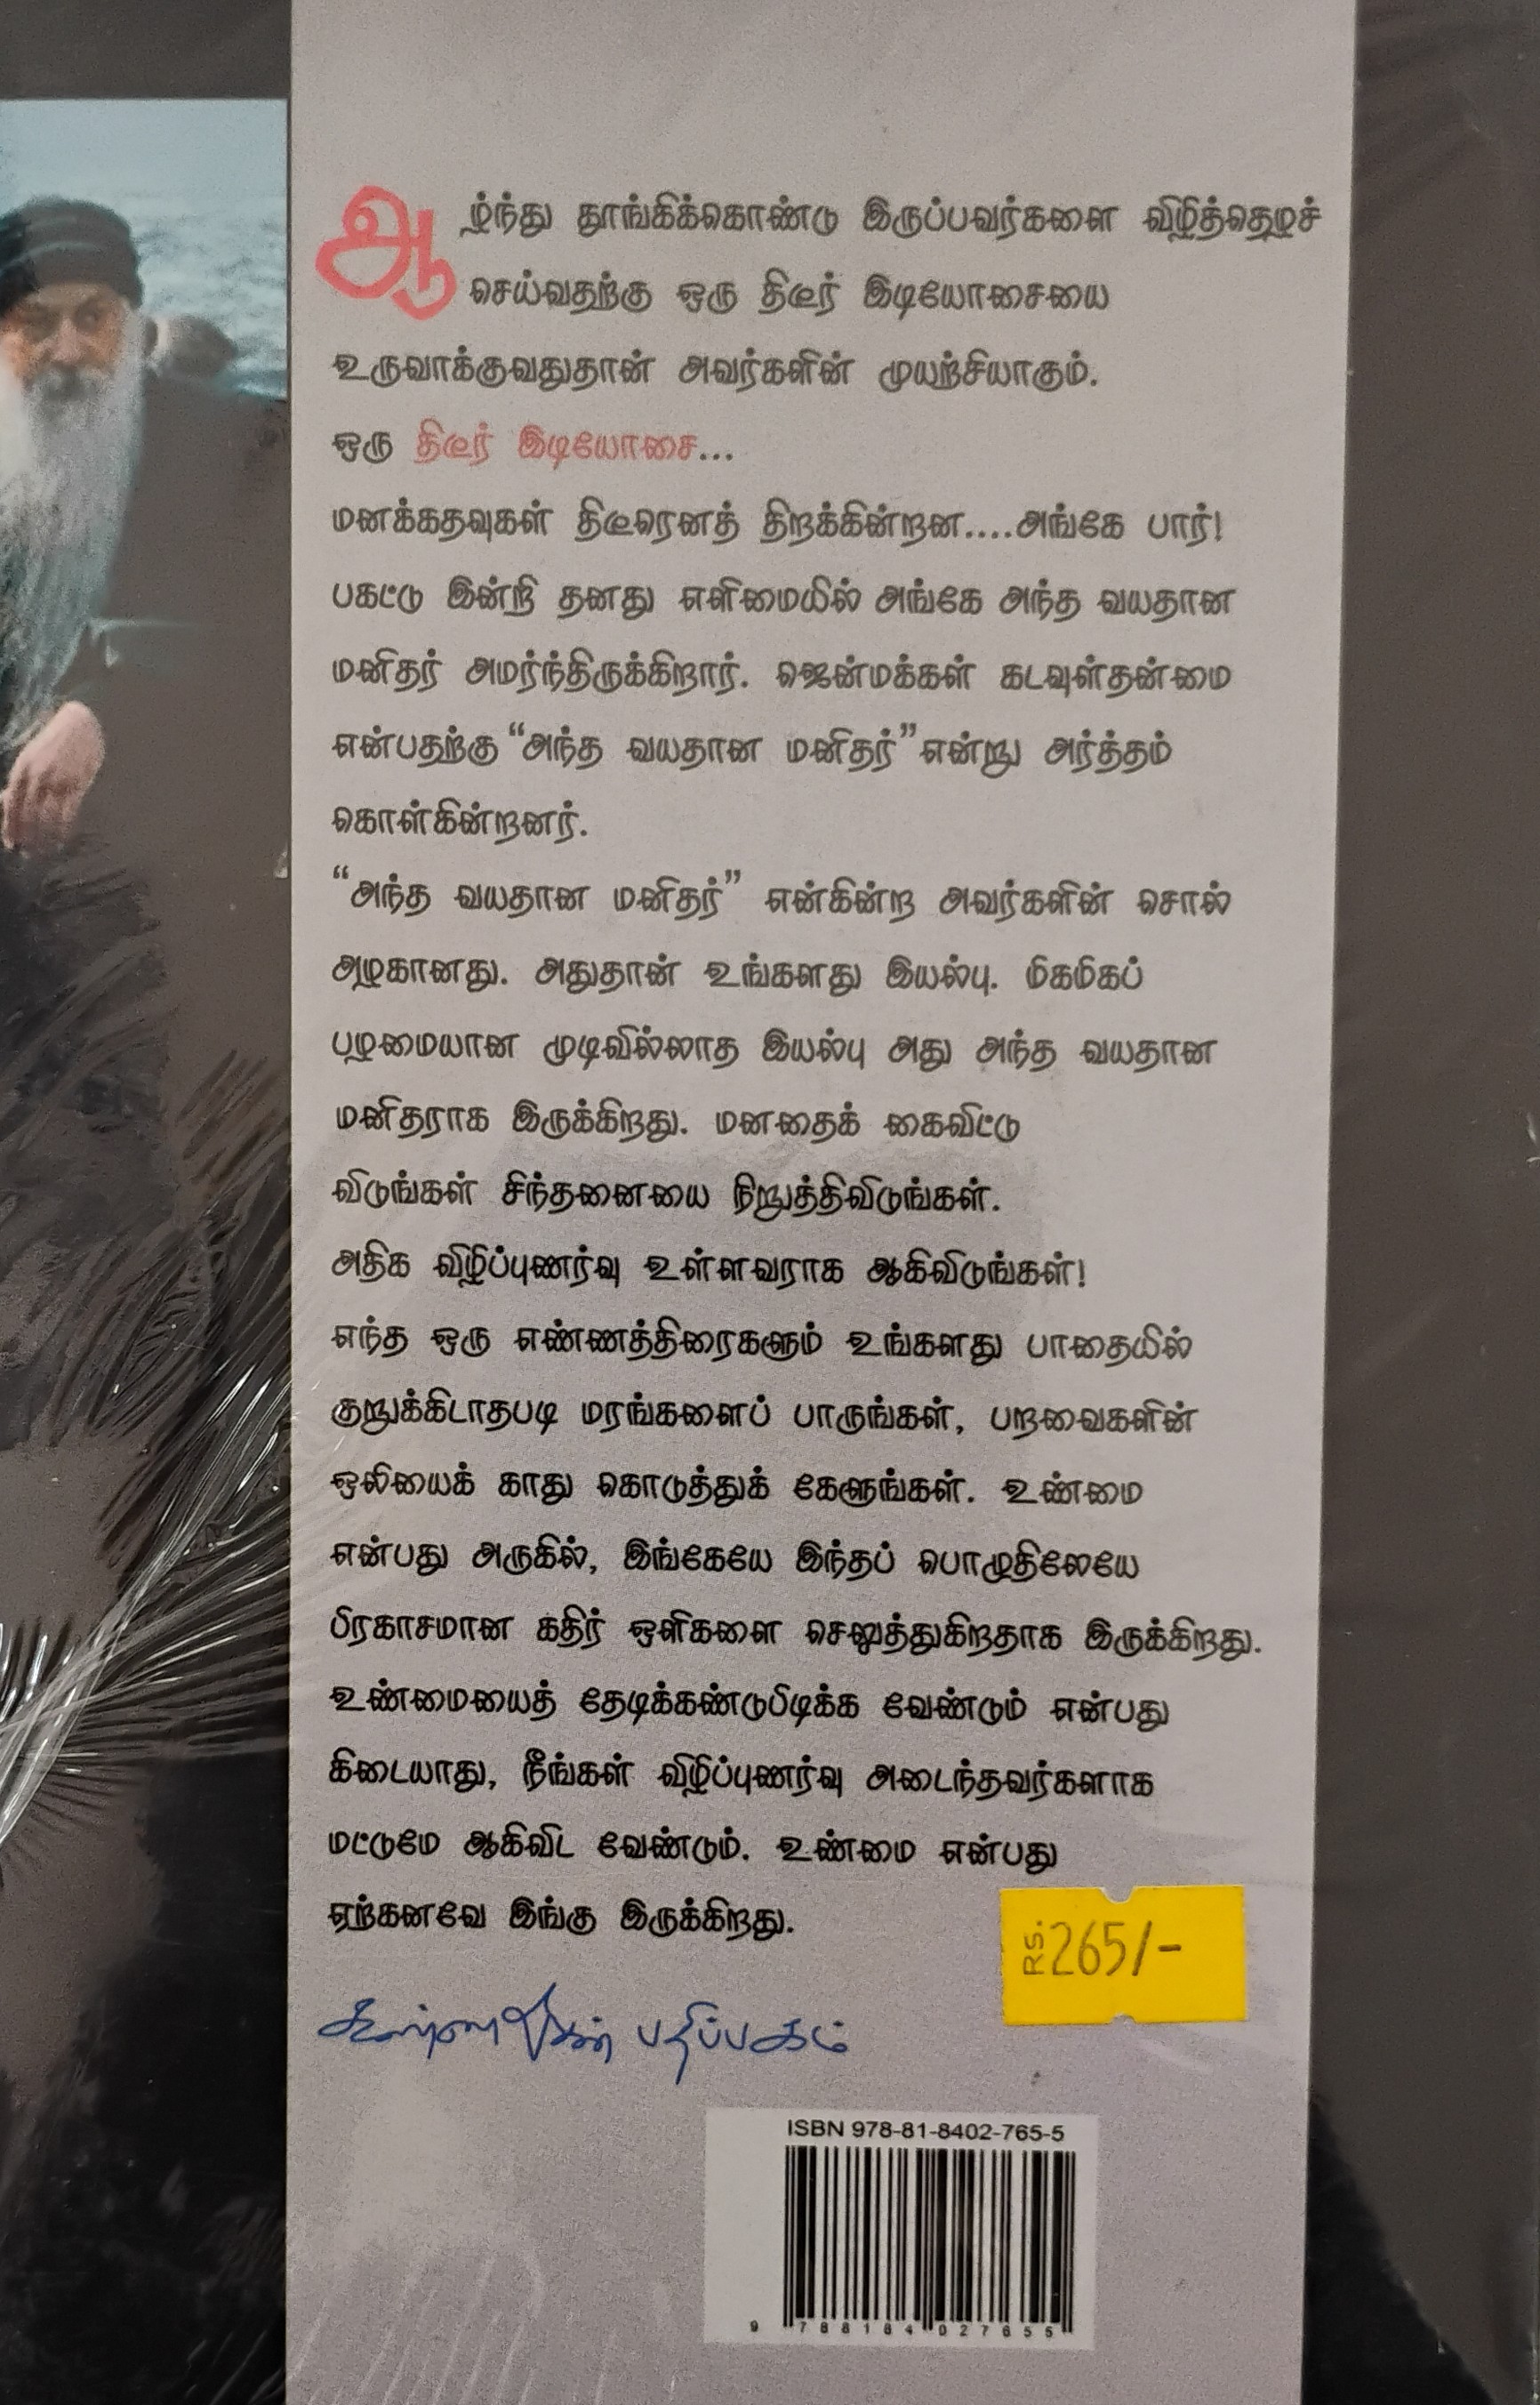 ஆழ்ந்து தூங்கிக்கொண்டு இருப்பவர்களை விழித்தெழச்
செய்வதற்கு ஒரு திடீர் இடியோசையை
உருவாக்குவதுதான் அவர்களின் முயற்சியாகும்.
ஒரு திடீர் இடியோசை...
மனக்கதவுகள் திடீரெனத் திறக்கின்றன....அங்கே பார்!
பகட்டு இன்றி தனது எளிமையில் அங்கே அந்த வயதான
மனிதர் அமர்ந்திருக்கிறார். ஜென்மக்கள் கடவுள்தன்மை
என்பதற்கு “அந்த வயதான மனிதர்” என்று அர்த்தம்
கொள்கின்றனர்.
“அந்த வயதான மனிதர்” என்கின்ற அவர்களின் சொல்
அழகானது. அதுதான் உங்களது இயல்பு. மிகமிகப்
பழமையான முடிவில்லாத இயல்பு அது அந்த வயதான
மனிதராக இருக்கிறது. மனதைக் கைவிட்டு
விடுங்கள் சிந்தனையை நிறுத்திவிடுங்கள்.
அதிக விழிப்புணர்வு உள்ளவராக ஆகிவிடுங்கள்!
எந்த ஒரு எண்ணத்திரைகளும் உங்களது பாதையில்
குறுக்கிடாதபடி மரங்களைப் பாருங்கள், பறவைகளின்
ஒலியைக் காது கொடுத்துக் கேளுங்கள். உண்மை
என்பது அருகில், இங்கேயே இந்தப் பொழுதிலேயே
பிரகாசமான கதிர் ஒளிகளை செலுத்துகிறதாக இருக்கிறது.
உண்மையைத் தேடிக்கண்டுபிடிக்க வேண்டும் என்பது
கிடையாது, நீங்கள் விழிப்புணர்வு அடைந்தவர்களாக
மட்டுமே ஆகிவிட வேண்டும். உண்மை என்பது
ஏற்கனவே இங்கு இருக்கிறது.
RS. 265/-
கண்ணதாசன் பதிப்பகம்
ISBN 978-81-8402-765-5
9 788184 027655